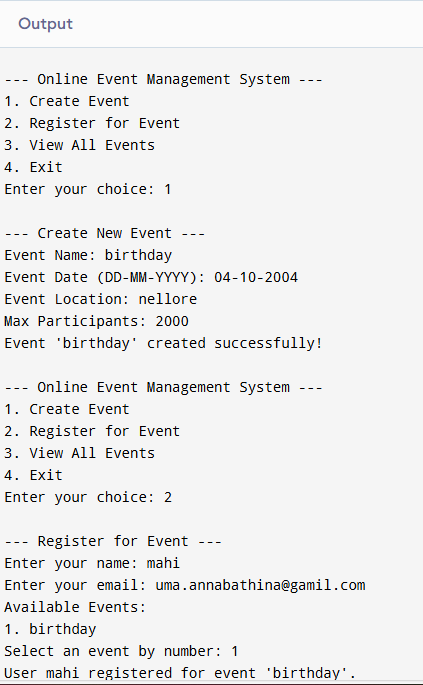 Output
--- Online Event Management System ---
1. Create Event
2. Register for Event
3. View All Events
4. Exit
Enter your choice: 1
--- Create New Event ---
Event Name: birthday
Event Date (DD-MM-YYYY): 04-10-2004
Event Location: nellore
Max Participants: 2000
Event 'birthday' created successfully!
--- Online Event Management System ---
1. Create Event
2. Register for Event
3. View All Events
4. Exit
Enter your choice: 2
--- Register for Event ---
Enter your name: mahi
Enter your email: uma.annabathina@gamil.com
Available Events:
1. birthday
Select an event by number: 1
User mahi registered for event 'birthday'.